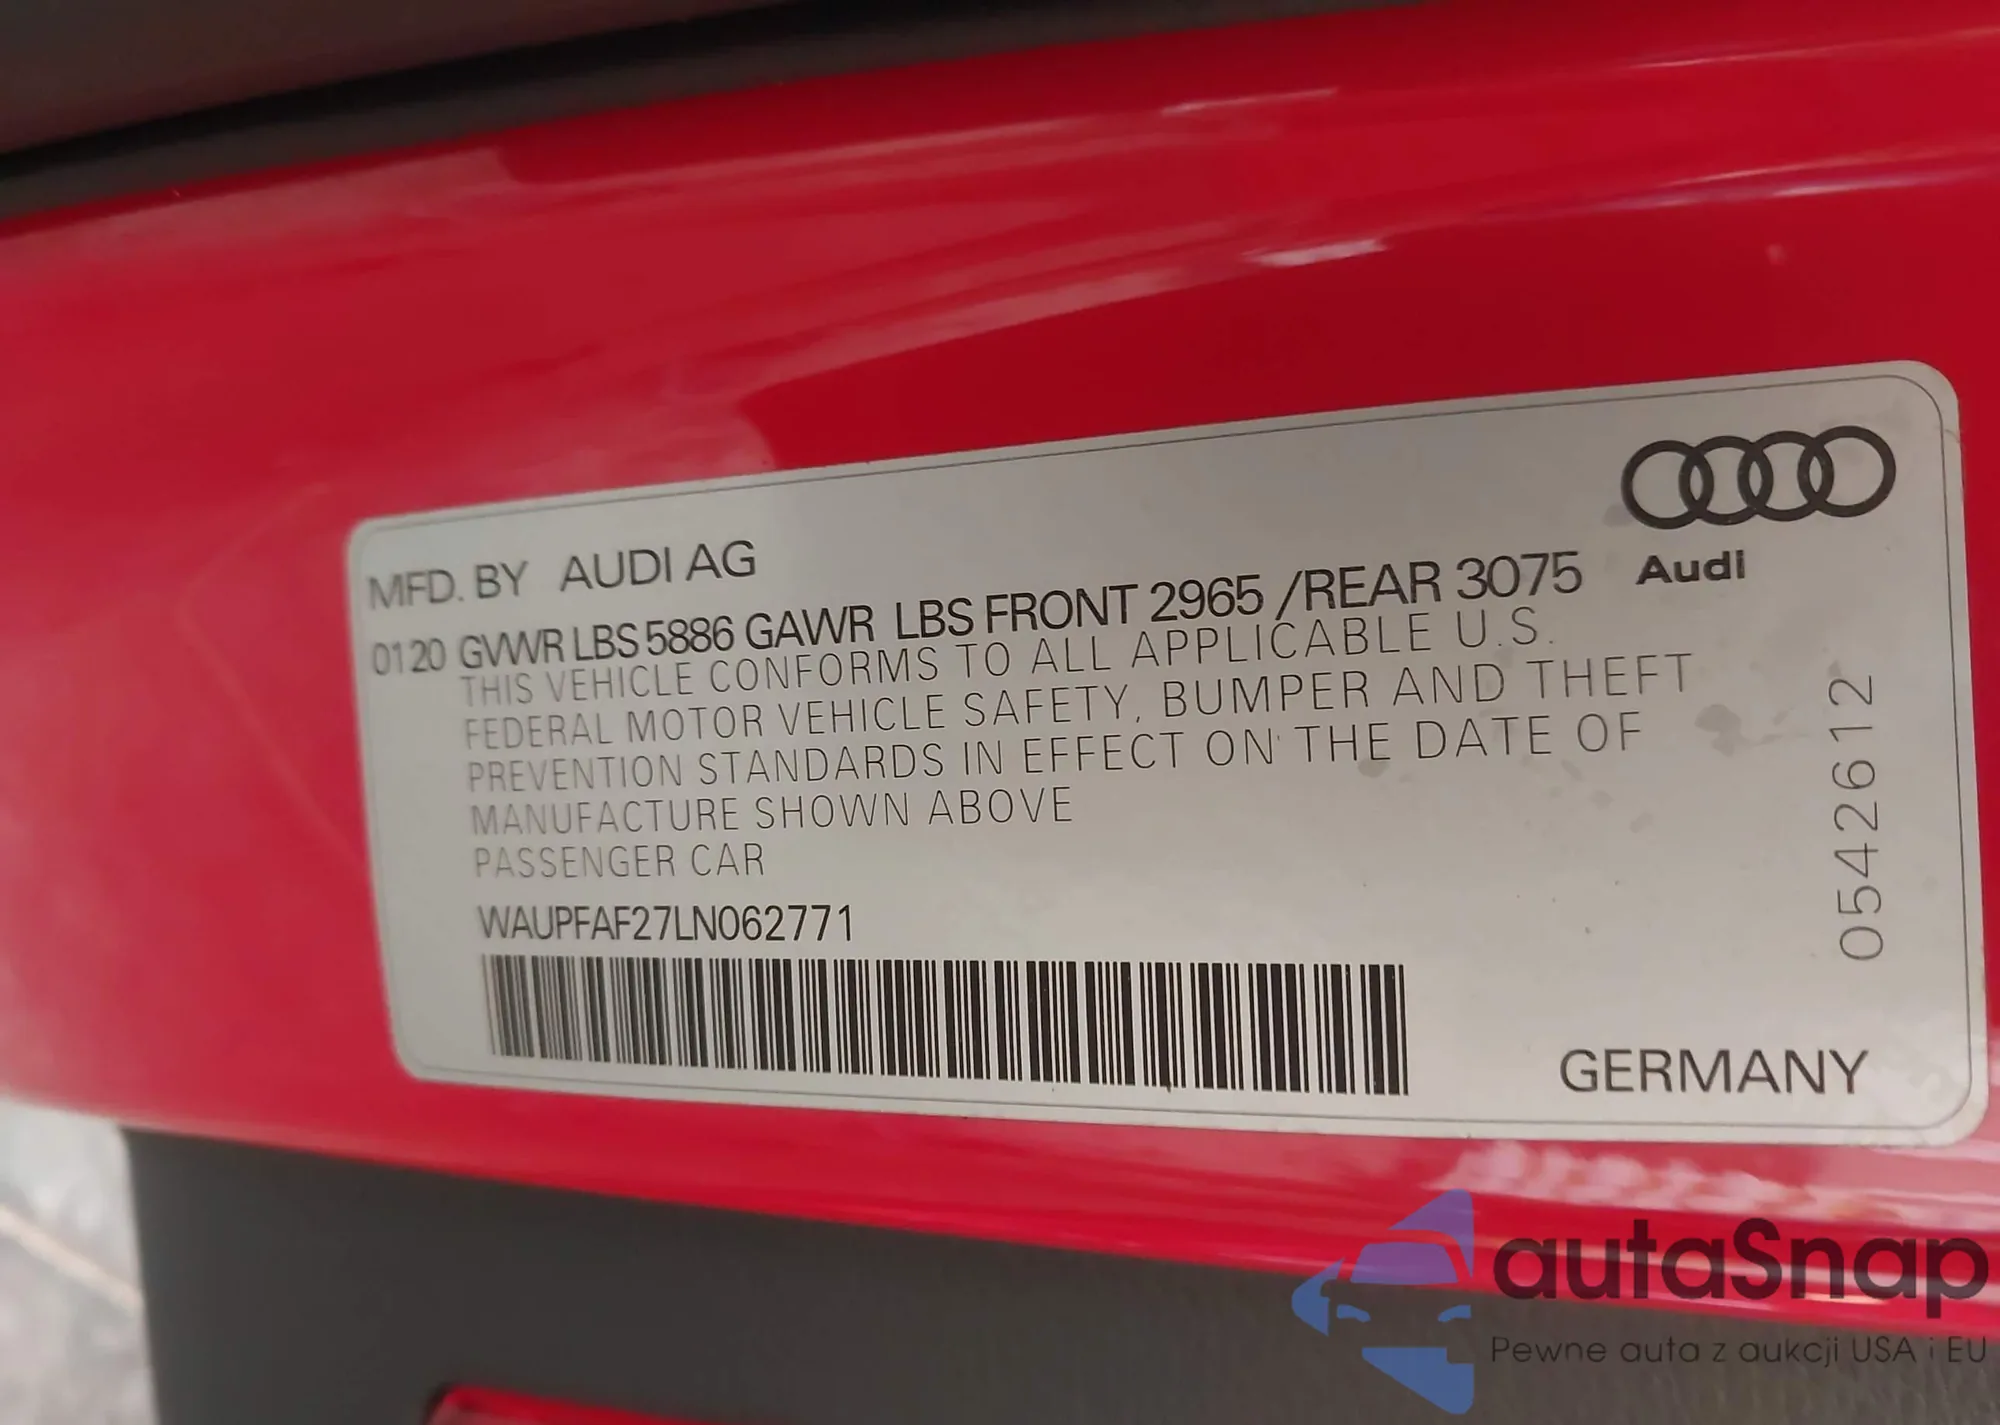 MFD. BY AUDI AG
0120 GVWR LBS 5886 GAWR LBS FRONT 2965 /REAR 3075
THIS VEHICLE CONFORMS TO ALL APPLICABLE U.S.
FEDERAL MOTOR VEHICLE SAFETY, BUMPER AND THEFT
PREVENTION STANDARDS IN EFFECT ON THE DATE OF
MANUFACTURE SHOWN ABOVE
PASSENGER CAR
WAUPFAF27LN062771
Audi
0542612
GERMANY
autaSnap
Pewne auta z aukcji USA i EU